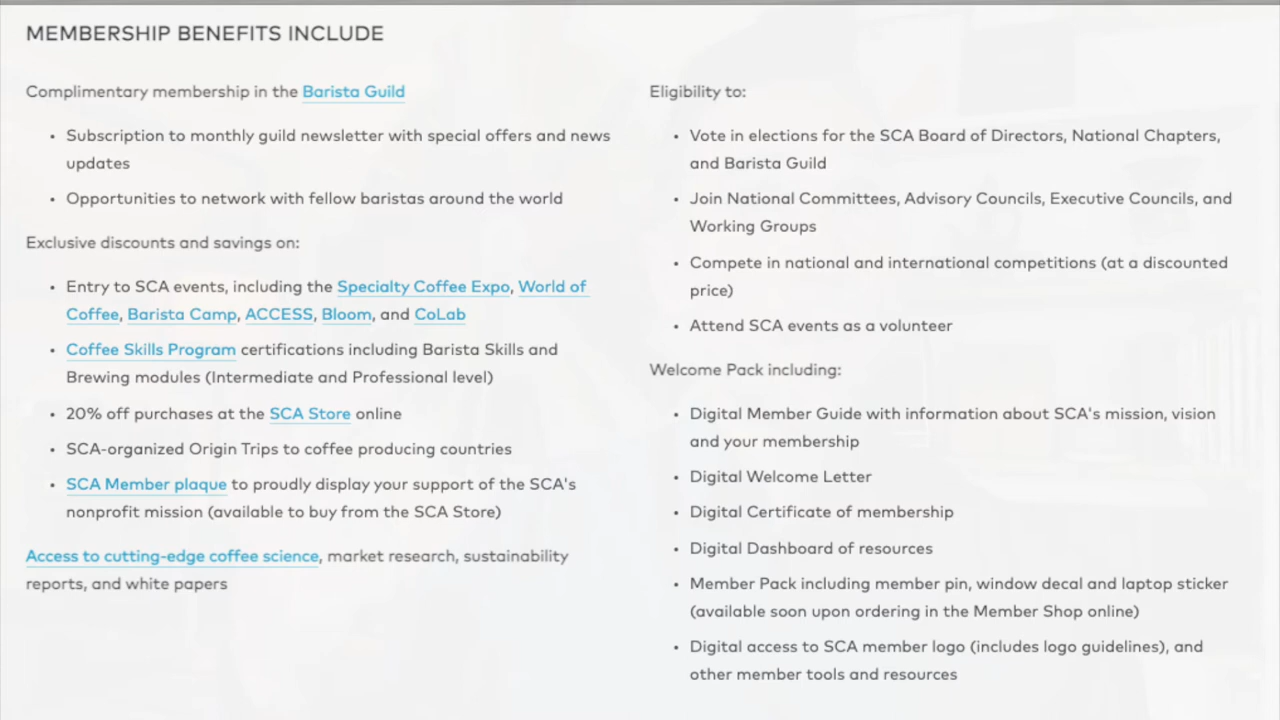 MEMBERSHIP BENEFITS INCLUDE
Complimentary membership in the Barista Guild
• Subscription to monthly guild newsletter with special offers and news
updates
• Opportunities to network with fellow baristas around the world
Exclusive discounts and savings on:
• Entry to SCA events, including the Specialty Coffee Expo, World of
Coffee, Barista Camp, ACCESS, Bloom, and CoLab
• Coffee Skills Program certifications including Barista Skills and
Brewing modules (Intermediate and Professional level)
• 20% off purchases at the SCA Store online
• SCA-organized Origin Trips to coffee producing countries
• SCA Member plaque to proudly display your support of the SCA's
nonprofit mission (available to buy from the SCA Store)
Access to cutting-edge coffee science, market research, sustainability
reports, and white papers
Eligibility to:
• Vote in elections for the SCA Board of Directors, National Chapters,
and Barista Guild
• Join National Committees, Advisory Councils, Executive Councils, and
Working Groups
• Compete in national and international competitions (at a discounted
price)
• Attend SCA events as a volunteer
Welcome Pack including:
• Digital Member Guide with information about SCA's mission, vision
and your membership
• Digital Welcome Letter
• Digital Certificate of membership
• Digital Dashboard of resources
• Member Pack including member pin, window decal and laptop sticker
(available soon upon ordering in the Member Shop online)
• Digital access to SCA member logo (includes logo guidelines), and
other member tools and resources